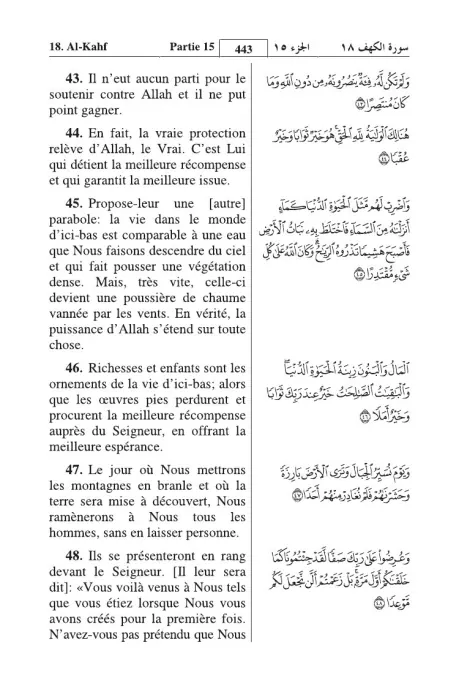 18. Al-Kahf Partie 15 443 الجزء ١٥ سورة الكهف ١٨
43. Il n’eut aucun parti pour le
soutenir contre Allah et il ne put
point gagner.
44. En fait, la vraie protection
relève d’Allah, le Vrai. C’est Lui
qui détient la meilleure récompense
et qui garantit la meilleure issue.
45. Propose-leur une [autre]
parabole: la vie dans le monde
d’ici-bas est comparable à une eau
que Nous faisons descendre du ciel
et qui fait pousser une végétation
dense. Mais, très vite, celle-ci
devient une poussière de chaume
vannée par les vents. En vérité, la
puissance d’Allah s’étend sur toute
chose.
46. Richesses et enfants sont les
ornements de la vie d’ici-bas; alors
que les œuvres pies perdurent et
procurent la meilleure récompense
auprès du Seigneur, en offrant la
meilleure espérance.
47. Le jour où Nous mettrons
les montagnes en branle et où la
terre sera mise à découvert, Nous
ramènerons à Nous tous les
hommes, sans en laisser personne.
48. Ils se présenteront en rang
devant le Seigneur. [Il leur sera
dit]: «Vous voilà venus à Nous tels
que vous étiez lorsque Nous vous
avons créés pour la première fois.
N’avez-vous pas prétendu que Nous
وَلَمْ تَكُن لَّهُۥ فِئَةٌ يَنصُرُونَهُۥ مِن دُونِ ٱللَّهِ وَمَا
كَانَ مُنتَصِرًا ﴿٤٣﴾
هُنَالِكَ ٱلْوَلَٰيَةُ لِلَّهِ ٱلْحَقِّ ۚ هُوَ خَيْرٌ ثَوَابًا وَخَيْرٌ
عُقْبًا ﴿٤٤﴾
وَٱضْرِبْ لَهُم مَّثَلَ ٱلْحَيَوٰةِ ٱلدُّنْيَا كَمَآءٍ
أَنزَلْنَٰهُ مِنَ ٱلسَّمَآءِ فَٱخْتَلَطَ بِهِۦ نَبَاتُ ٱلْأَرْضِ
فَأَصْبَحَ هَشِيمًا تَذْرُوهُ ٱلرِّيَٰحُ ۗ وَكَانَ ٱللَّهُ عَلَىٰ كُلِّ
شَىْءٍ مُّقْتَدِرًا ﴿٤٥﴾
ٱلْمَالُ وَٱلْبَنُونَ زِينَةُ ٱلْحَيَوٰةِ ٱلدُّنْيَا ۖ
وَٱلْبَٰقِيَٰتُ ٱلصَّٰلِحَٰتُ خَيْرٌ عِندَ رَبِّكَ ثَوَابًا
وَخَيْرٌ أَمَلًا ﴿٤٦﴾
وَيَوْمَ نُسَيِّرُ ٱلْجِبَالَ وَتَرَى ٱلْأَرْضَ بَارِزَةً
وَحَشَرْنَٰهُمْ فَلَمْ نُغَادِرْ مِنْهُمْ أَحَدًا ﴿٤٧﴾
وَعُرِضُوا۟ عَلَىٰ رَبِّكَ صَفًّا لَّقَدْ جِئْتُمُونَا كَمَا
خَلَقْنَٰكُمْ أَوَّلَ مَرَّةٍۭ ۚ بَلْ زَعَمْتُمْ أَلَّن نَّجْعَلَ لَكُم
مَّوْعِدًا ﴿٤٨﴾